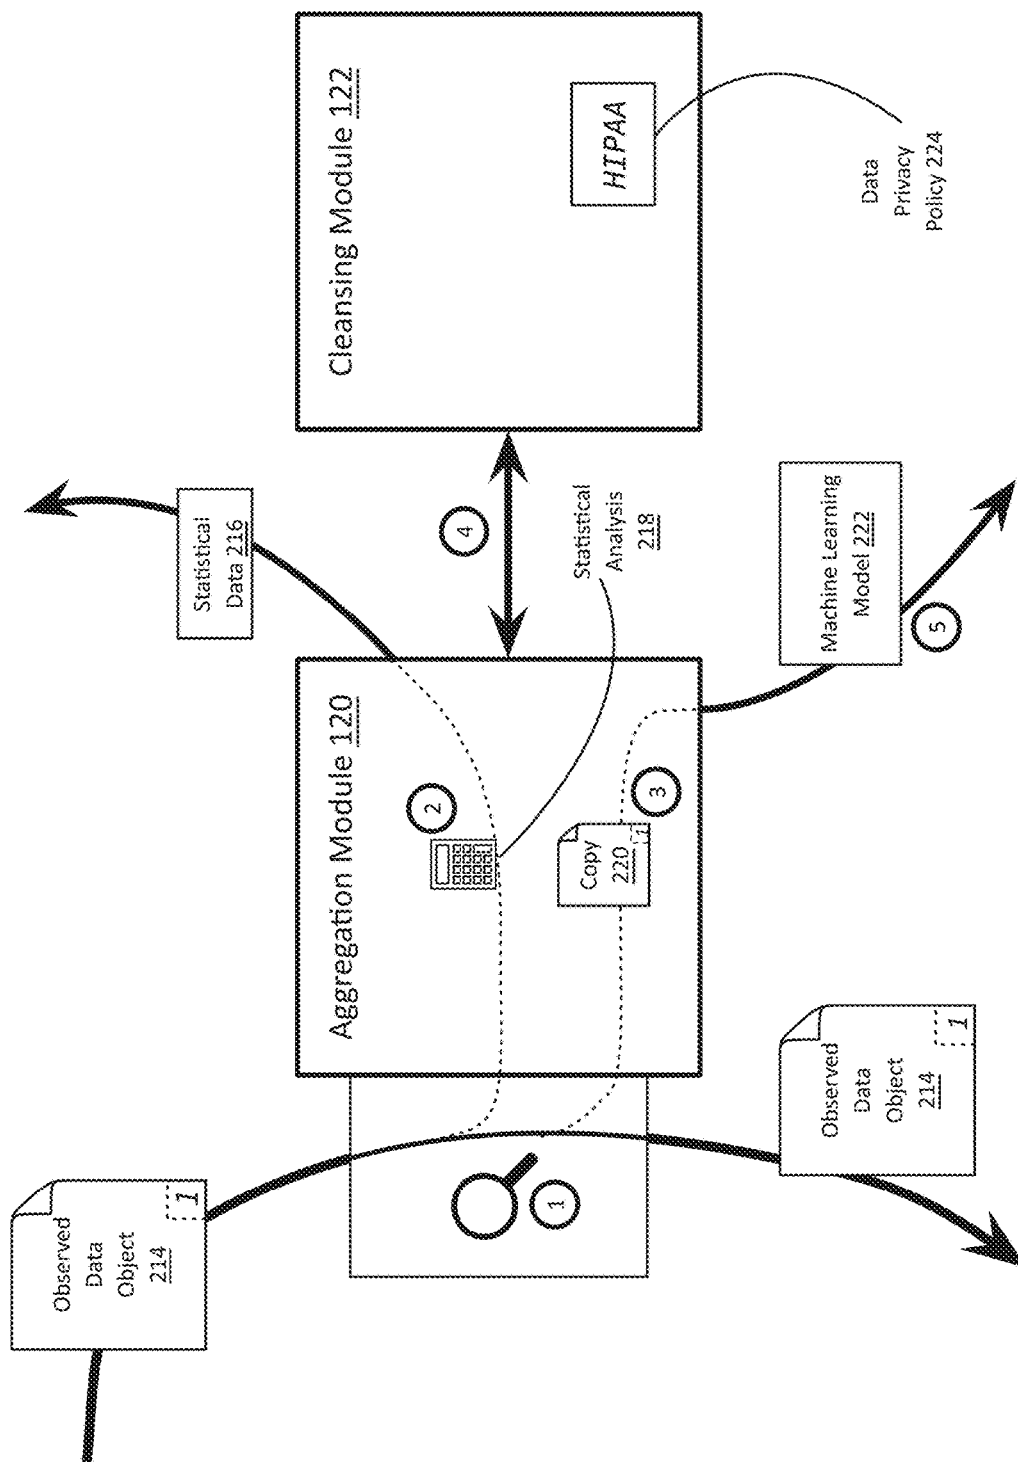 Observed
Data
Object
214
1
Statistical
Data 216
Aggregation Module 120
Cleansing Module 122
2
4
1
Copy
220
1
3
Statistical
Analysis
218
HIPAA
Observed
Data
Object
214
1
Machine Learning
Model 222
5
Data
Privacy
Policy 224